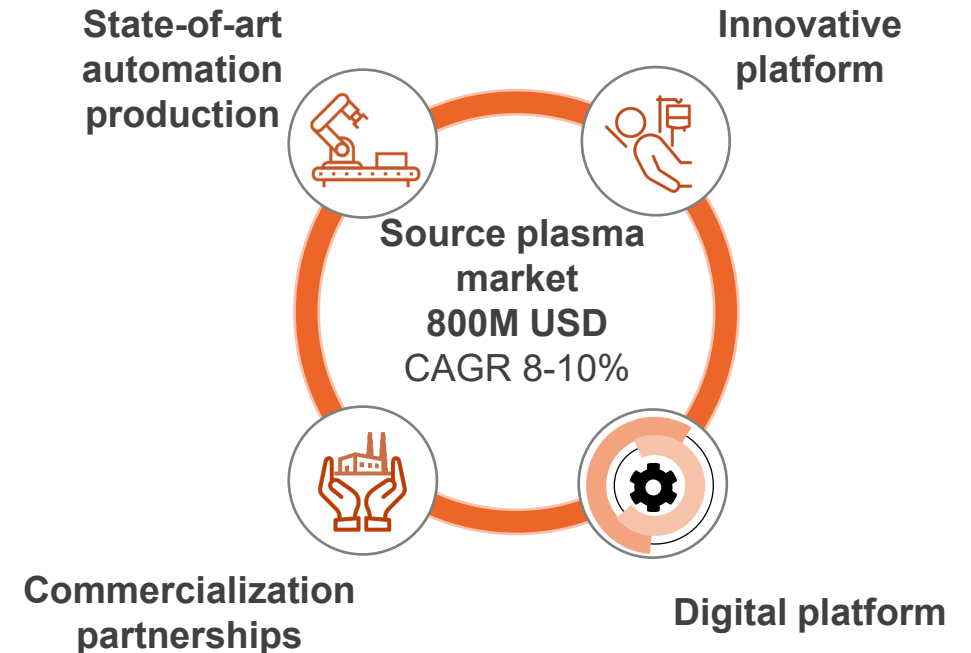 State-of-art
automation
production
Innovative
platform
Source plasma
market
800M USD
CAGR 8-10%
Commercialization
partnerships
Digital platform